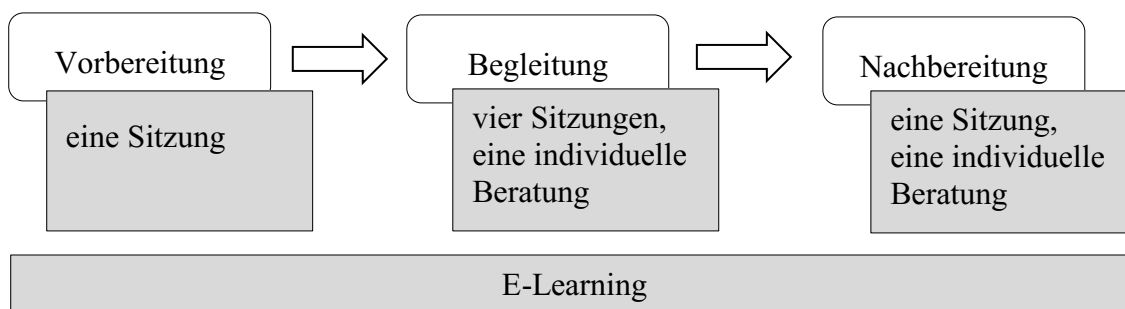 Vorbereitung
eine Sitzung
Begleitung
vier Sitzungen,
eine individuelle
Beratung
Nachbereitung
eine Sitzung,
eine individuelle
Beratung
E-Learning